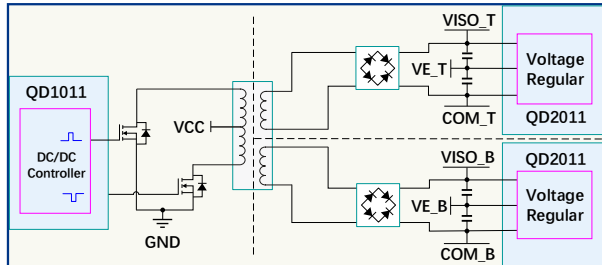 VISO_T
QD1011
DC/DC
Controller
VCC
GND
VE_T
COM_T
Voltage
Regular
QD2011
VISO_B
VE_B
COM_B
QD2011
Voltage
Regular